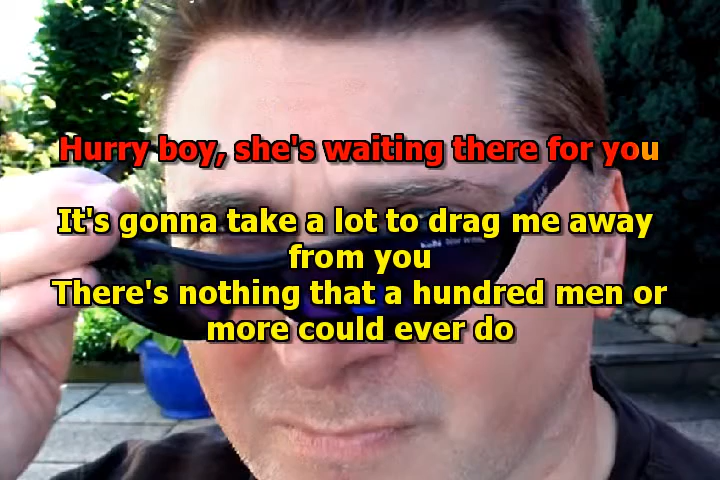 Hurry boy, she's waiting there for you
It's gonna take a lot to drag me away
from you
There's nothing that a hundred men or
more could ever do